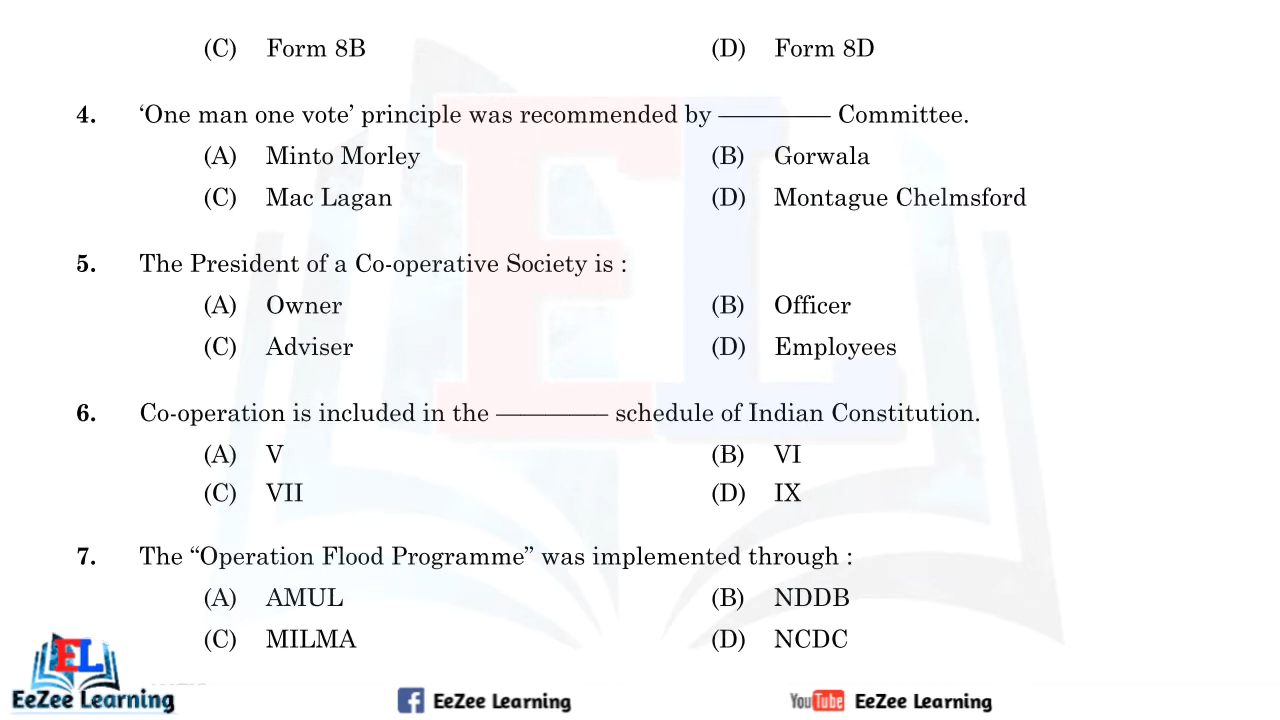 (C) Form 8B (D) Form 8D
4. ‘One man one vote’ principle was recommended by ———— Committee.
(A) Minto Morley (B) Gorwala
(C) Mac Lagan (D) Montague Chelmsford
5. The President of a Co-operative Society is :
(A) Owner (B) Officer
(C) Adviser (D) Employees
6. Co-operation is included in the ———— schedule of Indian Constitution.
(A) V (B) VI
(C) VII (D) IX
7. The “Operation Flood Programme” was implemented through :
(A) AMUL (B) NDDB
(C) MILMA (D) NCDC
EL
EL
EeZee Learning EeZee Learning YouTube EeZee Learning